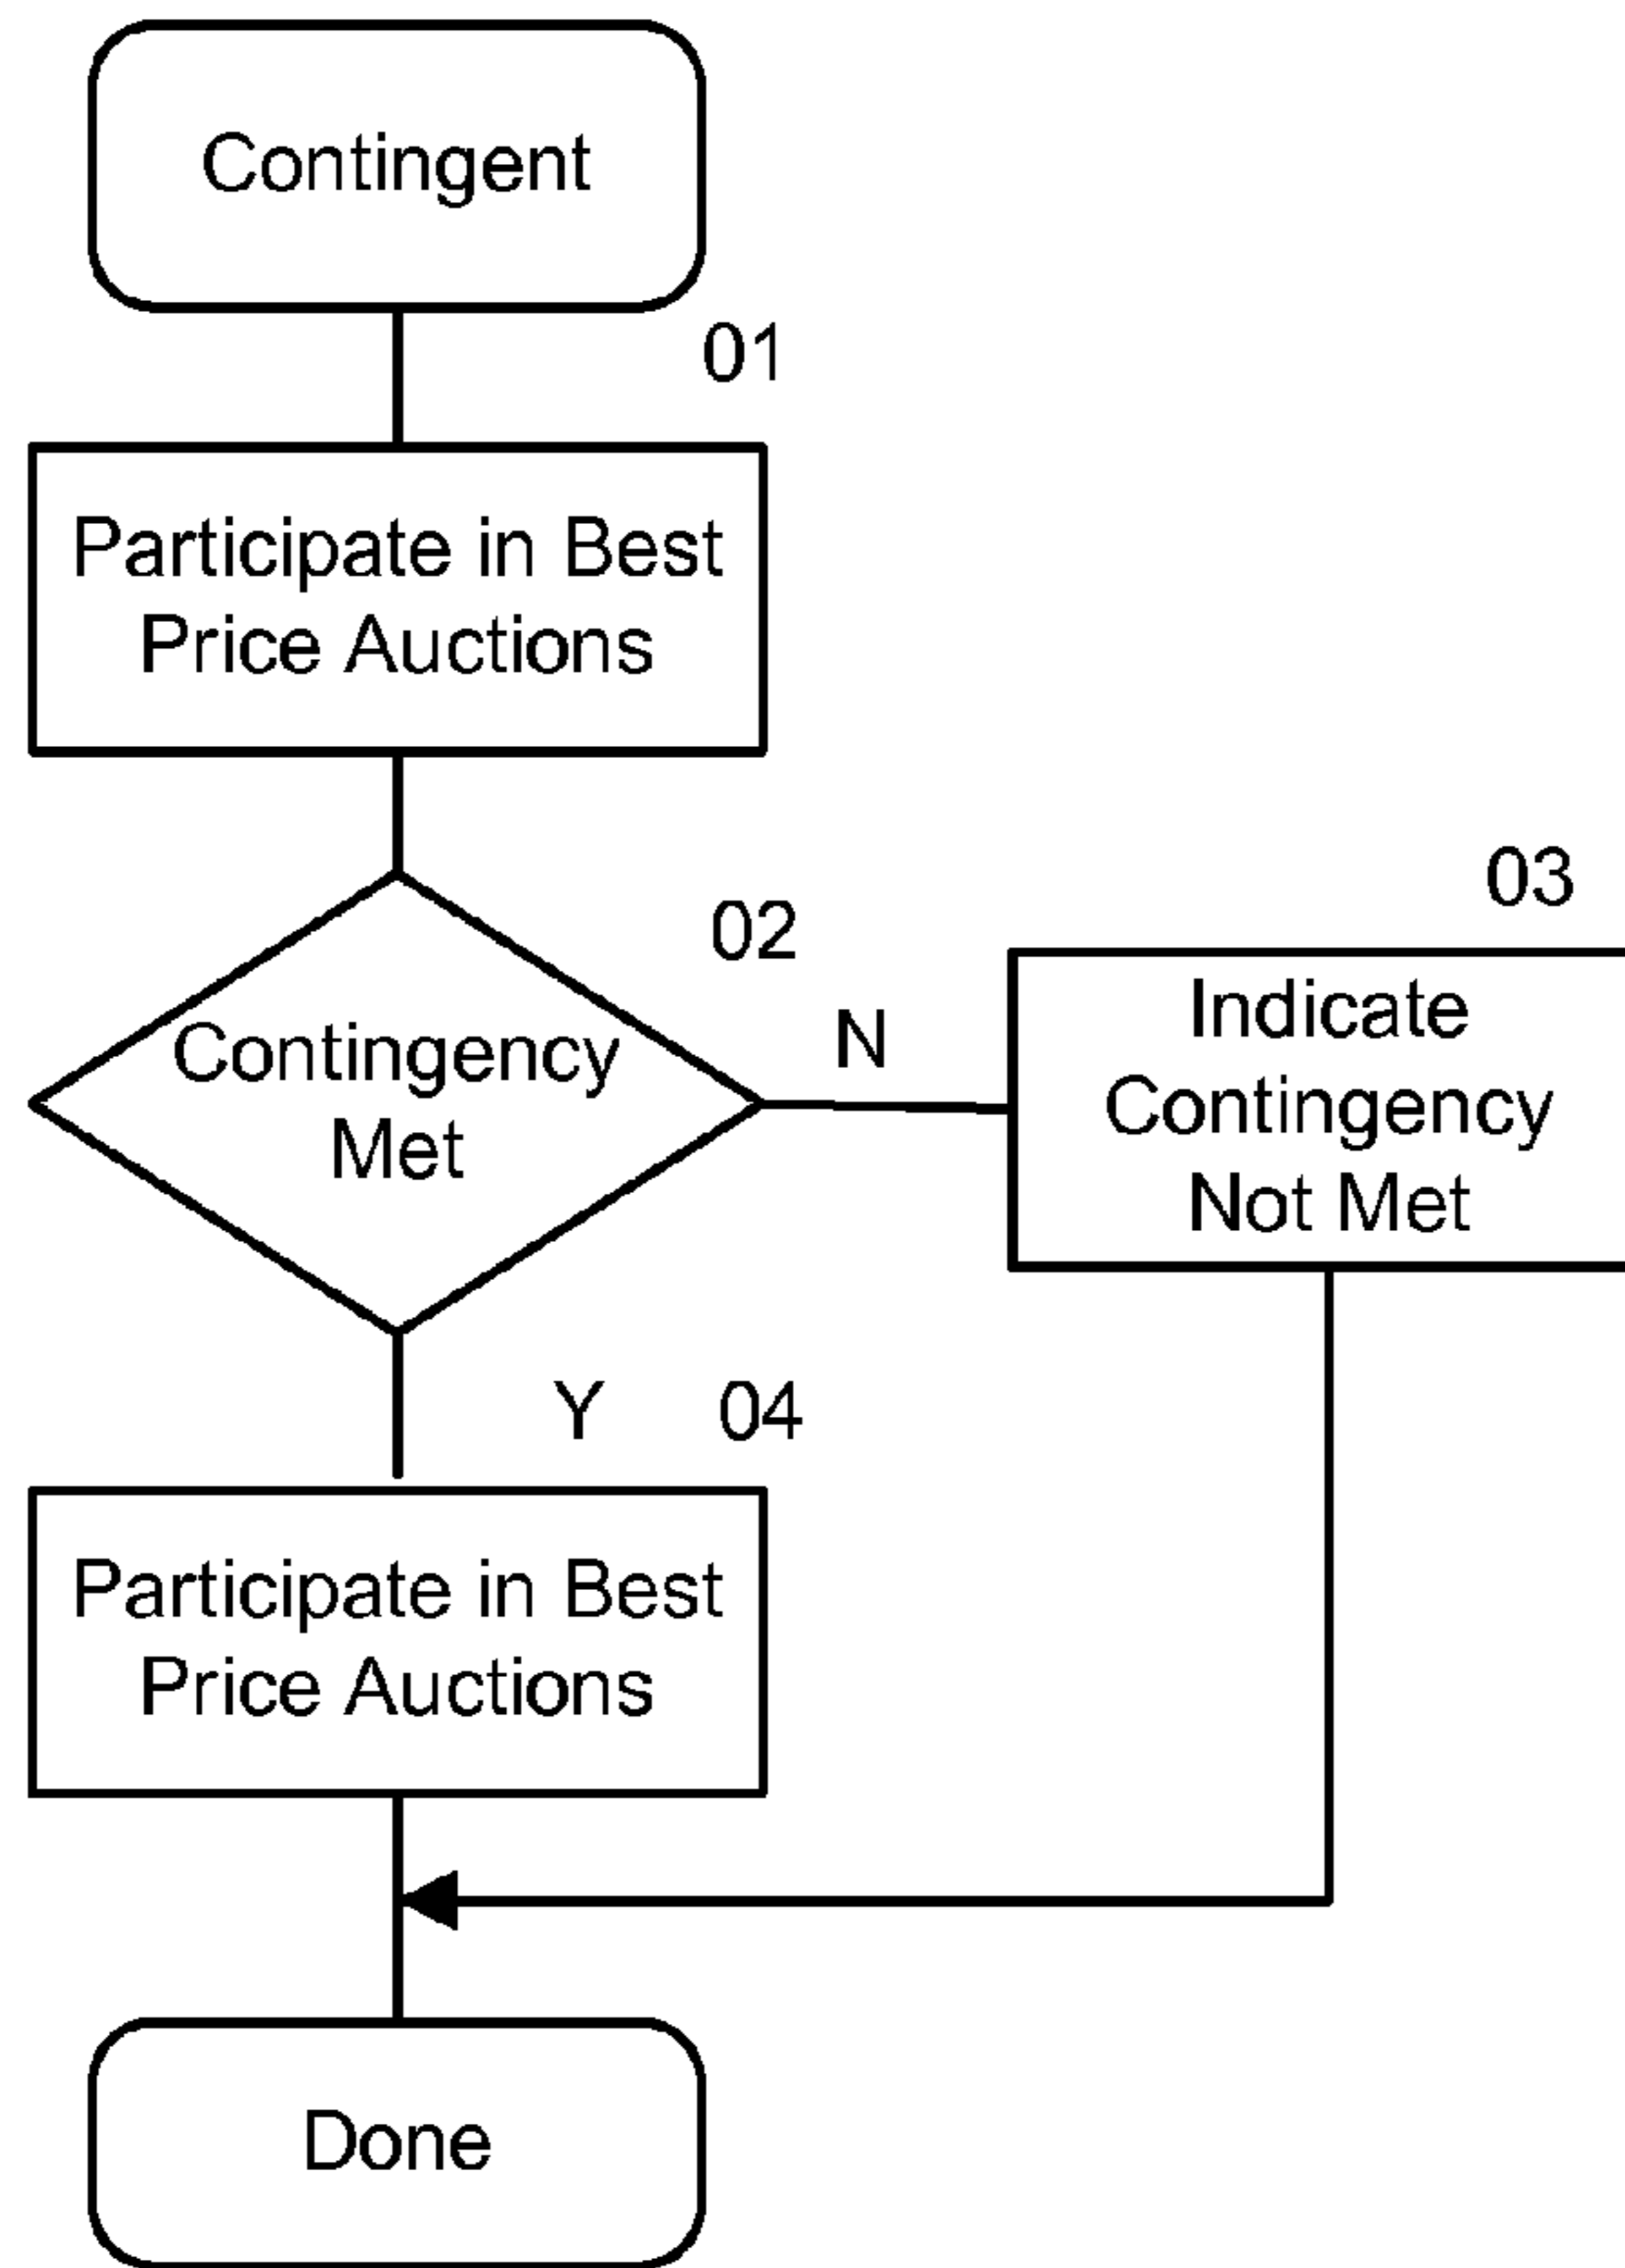 Contingent
01
Participate in Best
Price Auctions
02
Contingency
Met
N
03
Indicate
Contingency
Not Met
Y
04
Participate in Best
Price Auctions
Done